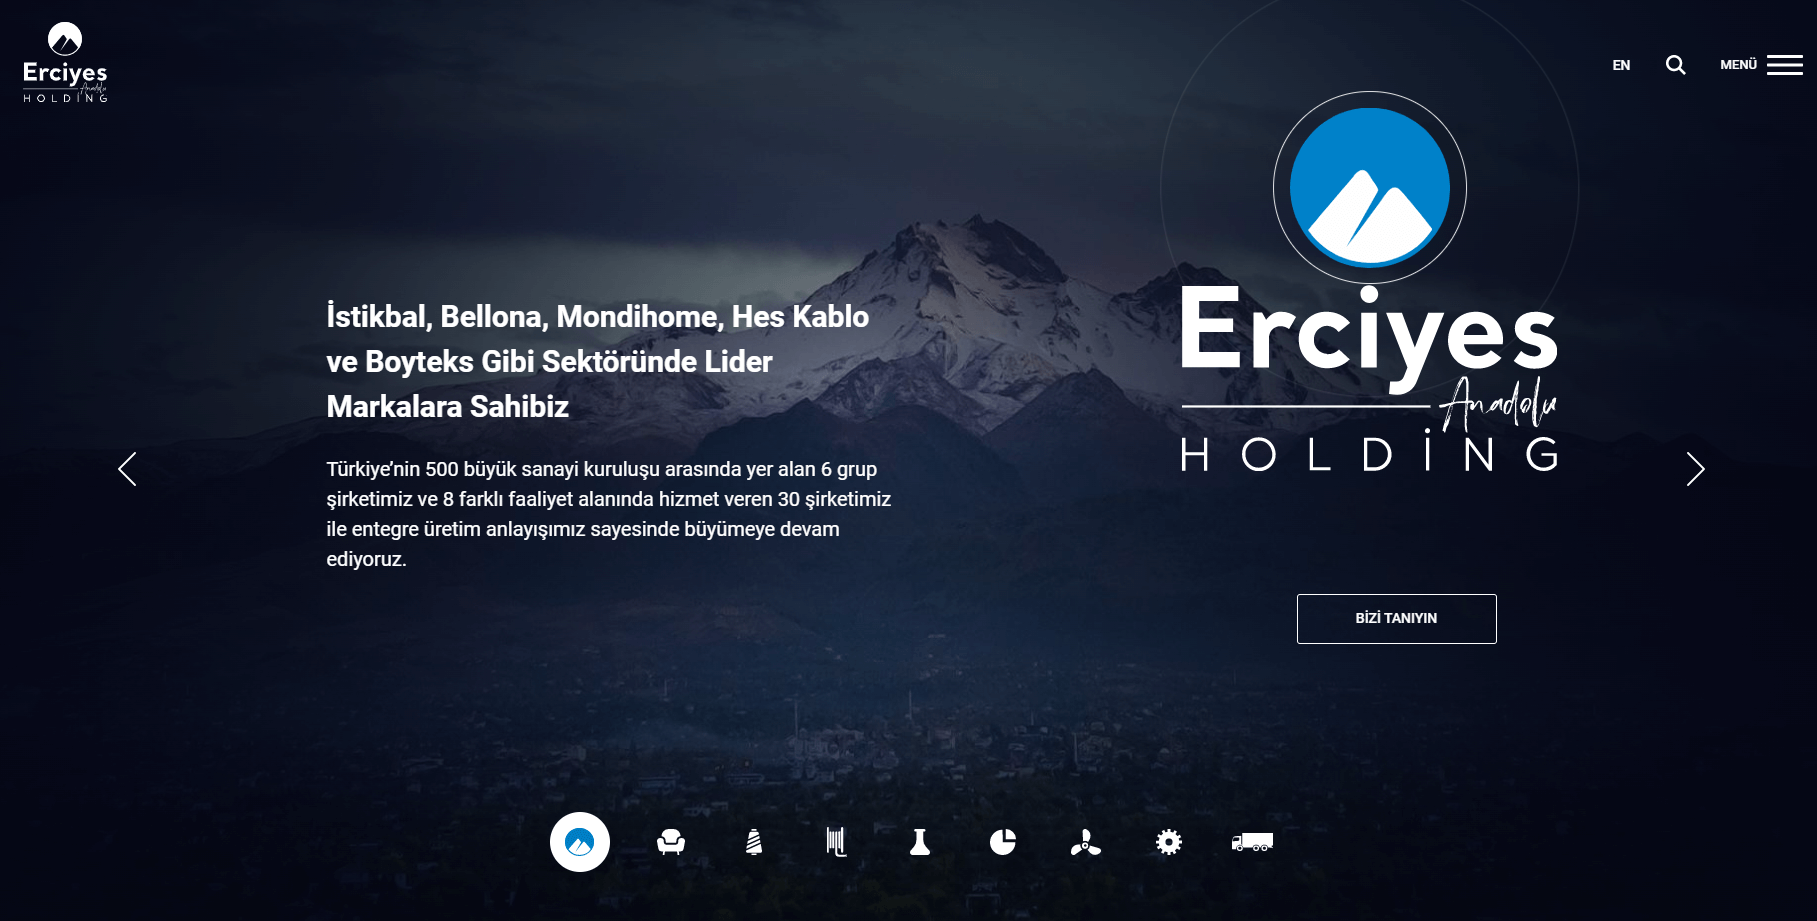 Erciyes
Anadolu
HOLDİNG
EN
MENÜ
İstikbal, Bellona, Mondihome, Hes Kablo
ve Boyteks Gibi Sektöründe Lider
Markalara Sahibiz
Türkiye’nin 500 büyük sanayi kuruluşu arasında yer alan 6 grup
şirketimiz ve 8 farklı faaliyet alanında hizmet veren 30 şirketimiz
ile entegre üretim anlayışımız sayesinde büyümeye devam
ediyoruz.
Erciyes
Anadolu
HOLDİNG
BİZİ TANIYIN